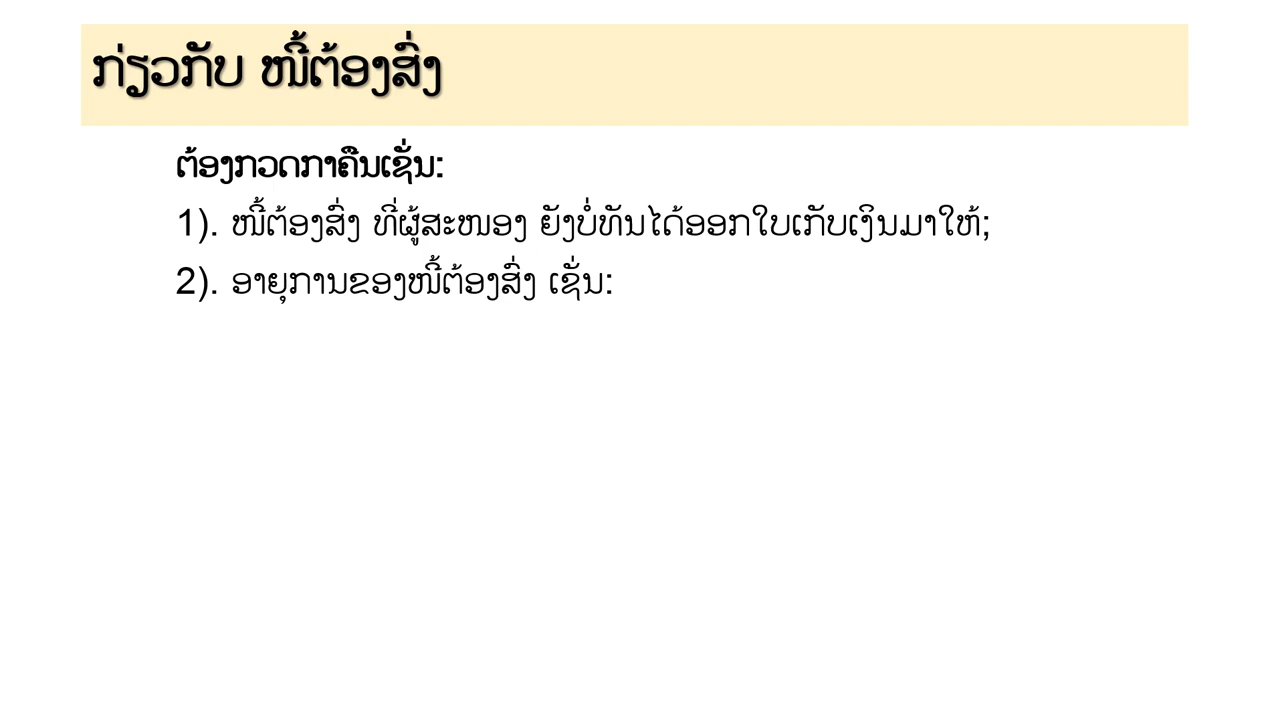 ກ່ຽວກັບ ໜີ້ຕ້ອງສົ່ງ
ຕ້ອງກວດກາຄືນເຊັ່ນ:
1). ໜີ້ຕ້ອງສົ່ງ ທີ່ຜູ້ສະໜອງ ຍັງບໍ່ທັນໄດ້ອອກໃບເກັບເງິນມາໃຫ້;
2). ອາຍຸການຂອງໜີ້ຕ້ອງສົ່ງ ເຊັ່ນ: